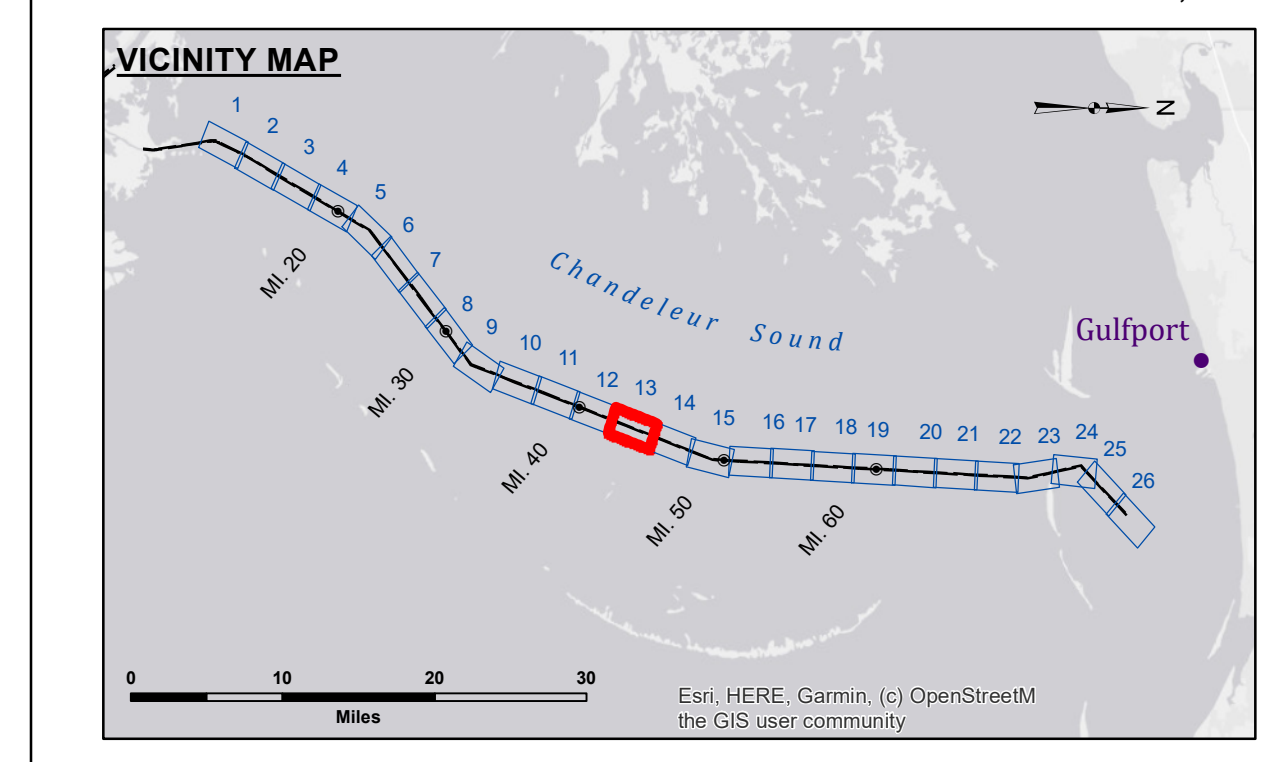 VICINITY MAP
N
1
2
3
4
5
6
7
8
9
10
11
12
13
14
15
16
17
18
19
20
21
22
23
24
25
26
MI. 20
MI. 30
MI. 40
MI. 50
MI. 60
Chandeleur Sound
Gulfport
0 10 20 30
Miles
Esri, HERE, Garmin, (c) OpenStreetM
the GIS user community